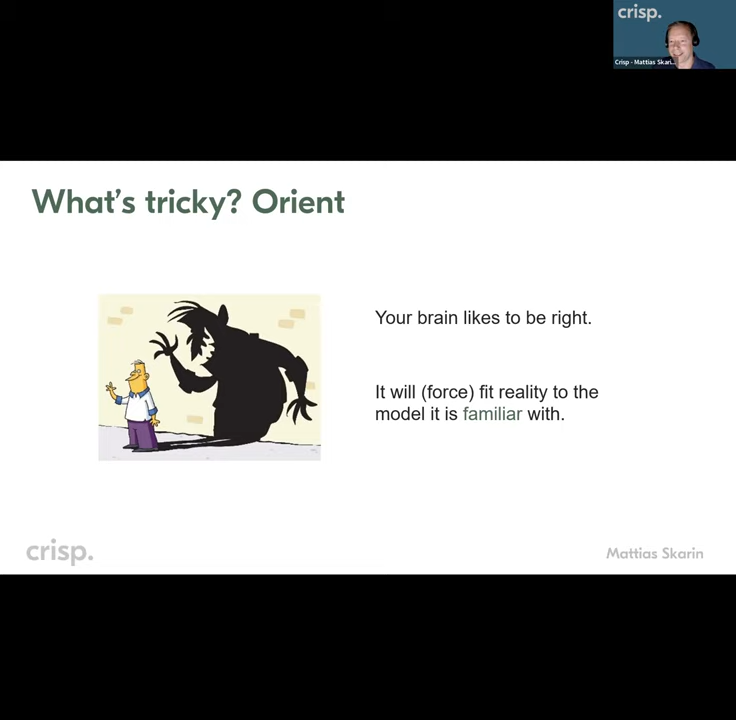 crisp.
Crisp - Mattias Skari...
What's tricky? Orient
Your brain likes to be right.
It will (force) fit reality to the
model it is familiar with.
crisp.
Mattias Skarin